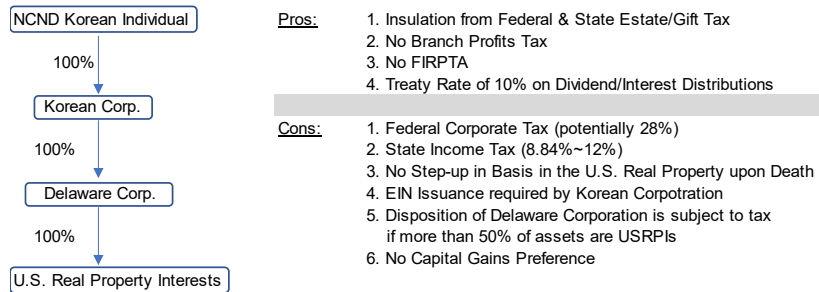 NCND Korean Individual
100%
Korean Corp.
100%
Delaware Corp.
100%
U.S. Real Property Interests
Pros:
1. Insulation from Federal & State Estate/Gift Tax
2. No Branch Profits Tax
3. No FIRPTA
4. Treaty Rate of 10% on Dividend/Interest Distributions
Cons:
1. Federal Corporate Tax (potentially 28%)
2. State Income Tax (8.84%~12%)
3. No Step-up in Basis in the U.S. Real Property upon Death
4. EIN Issuance required by Korean Corpotration
5. Disposition of Delaware Corporation is subject to tax
if more than 50% of assets are USRPIs
6. No Capital Gains Preference